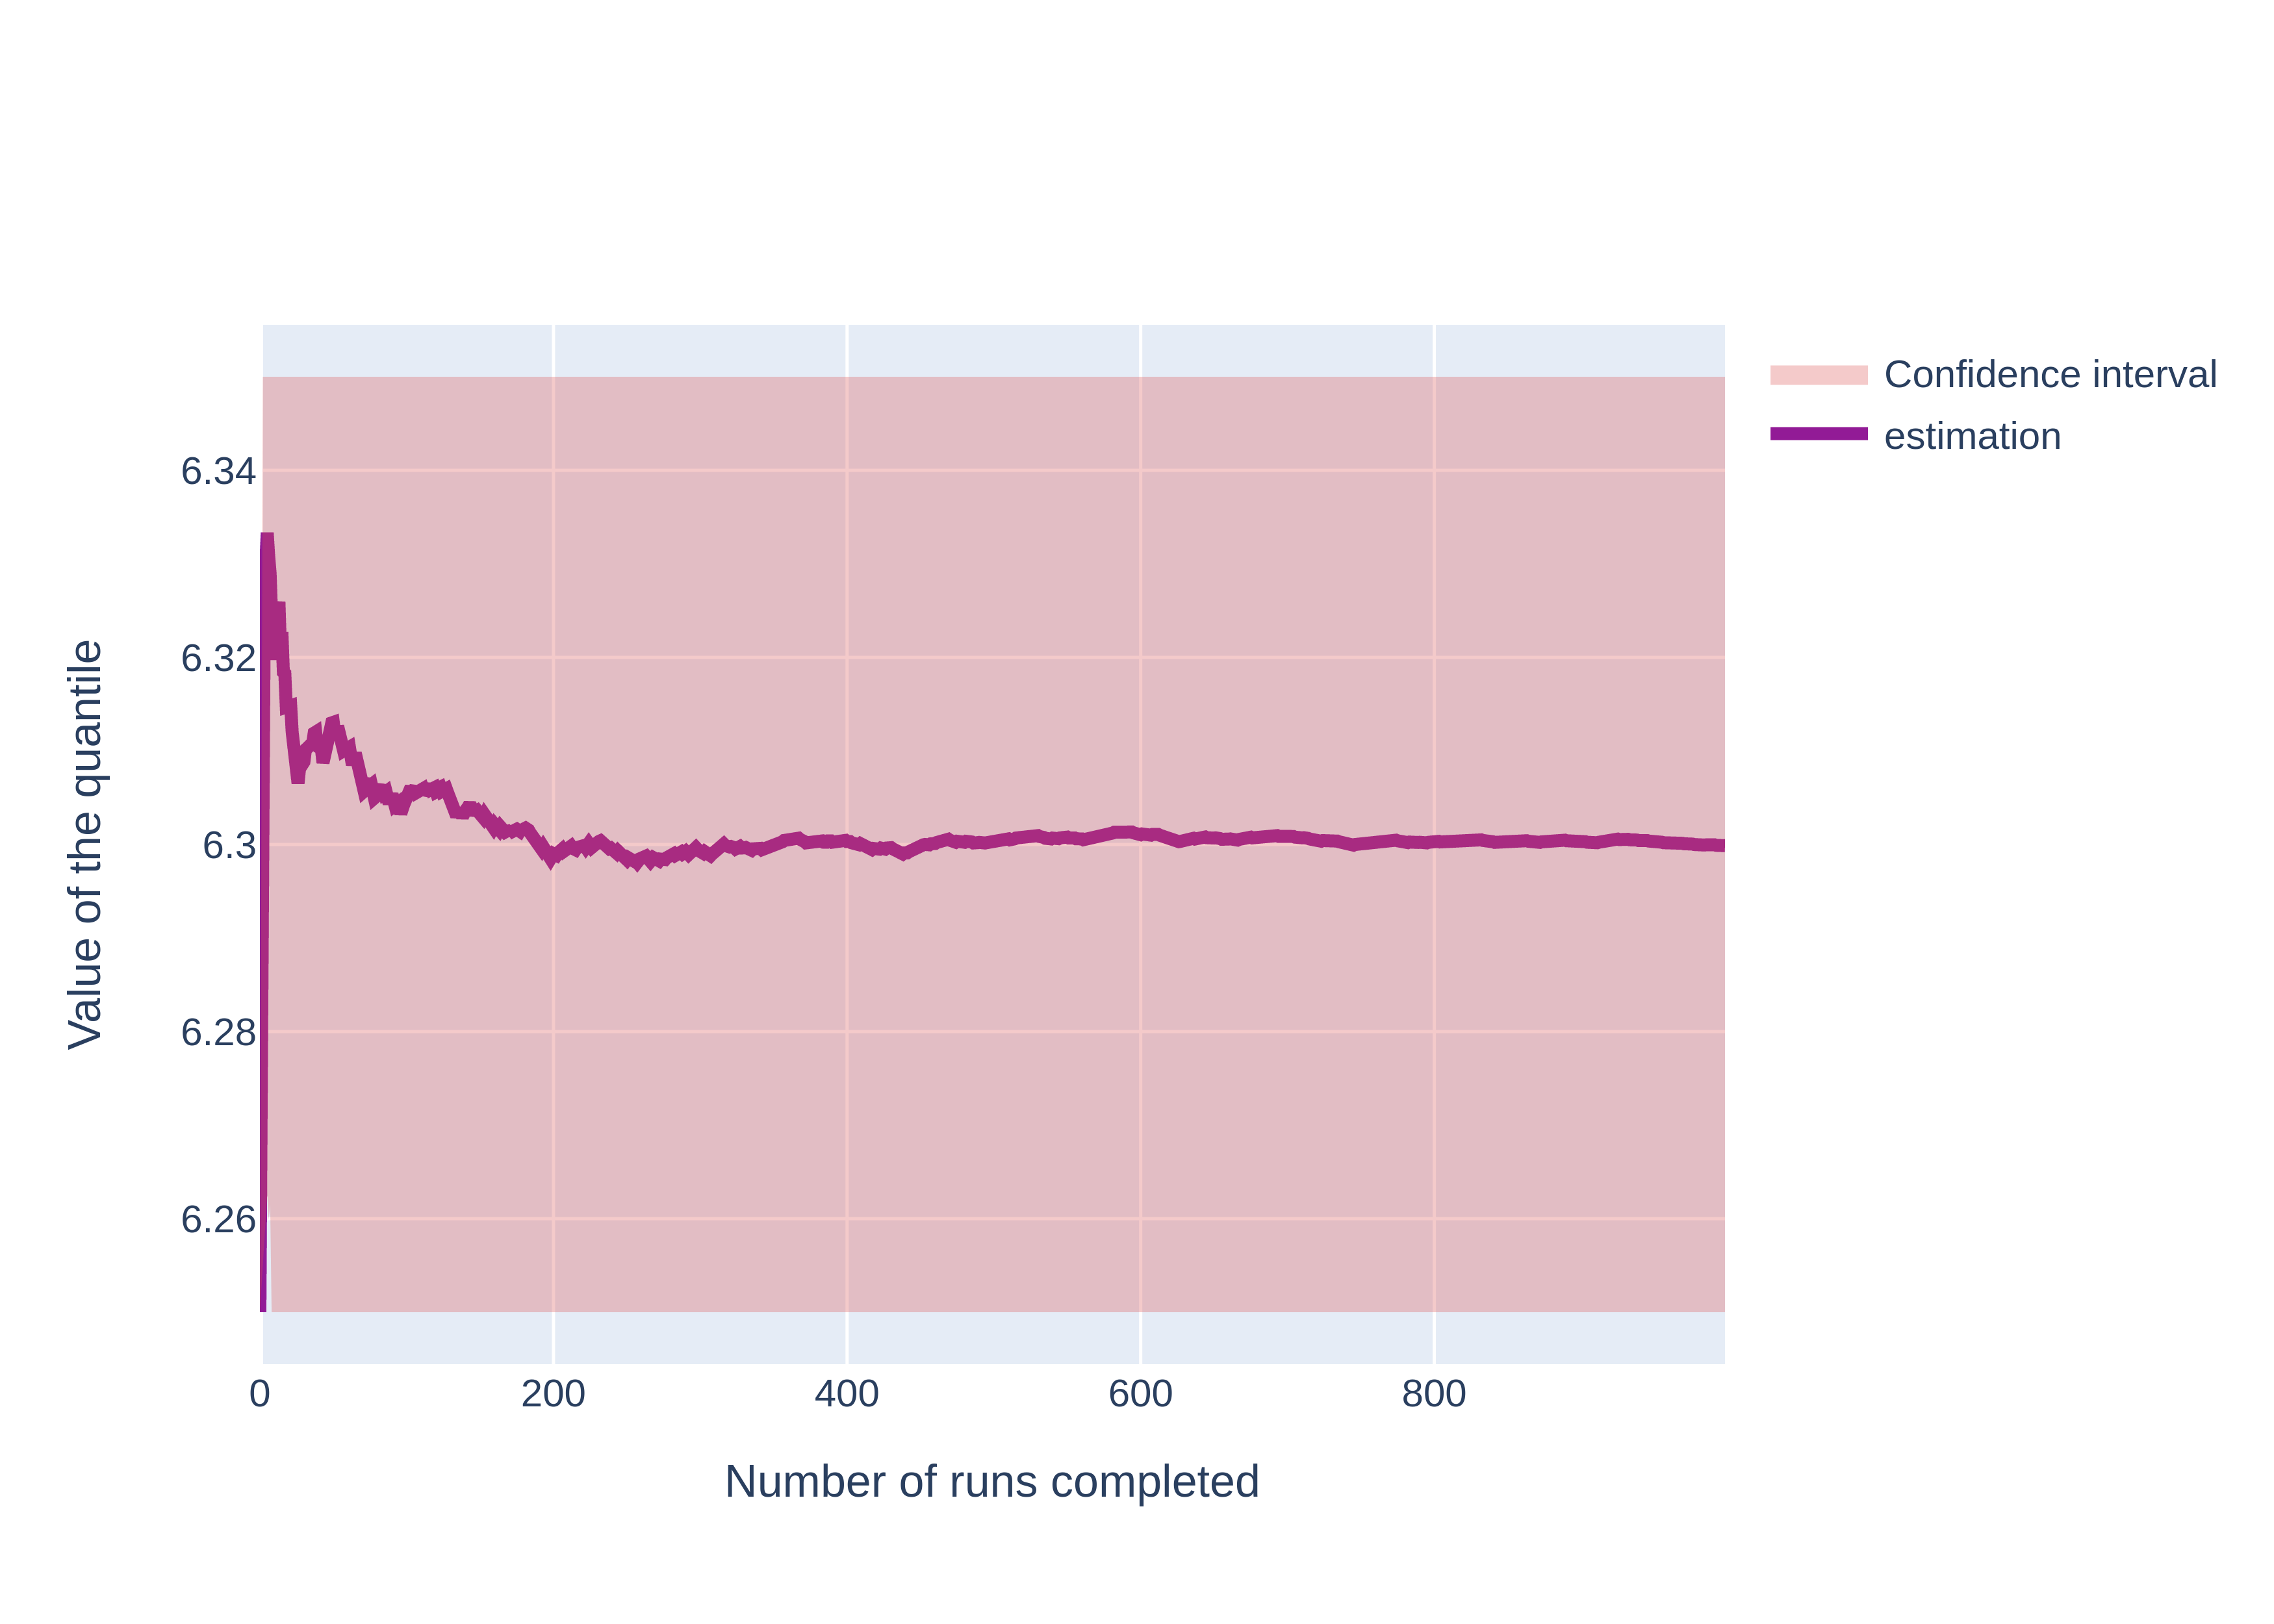 Confidence interval
estimation
6.34
6.32
6.3
6.28
6.26
Value of the quantile
0 200 400 600 800
Number of runs completed